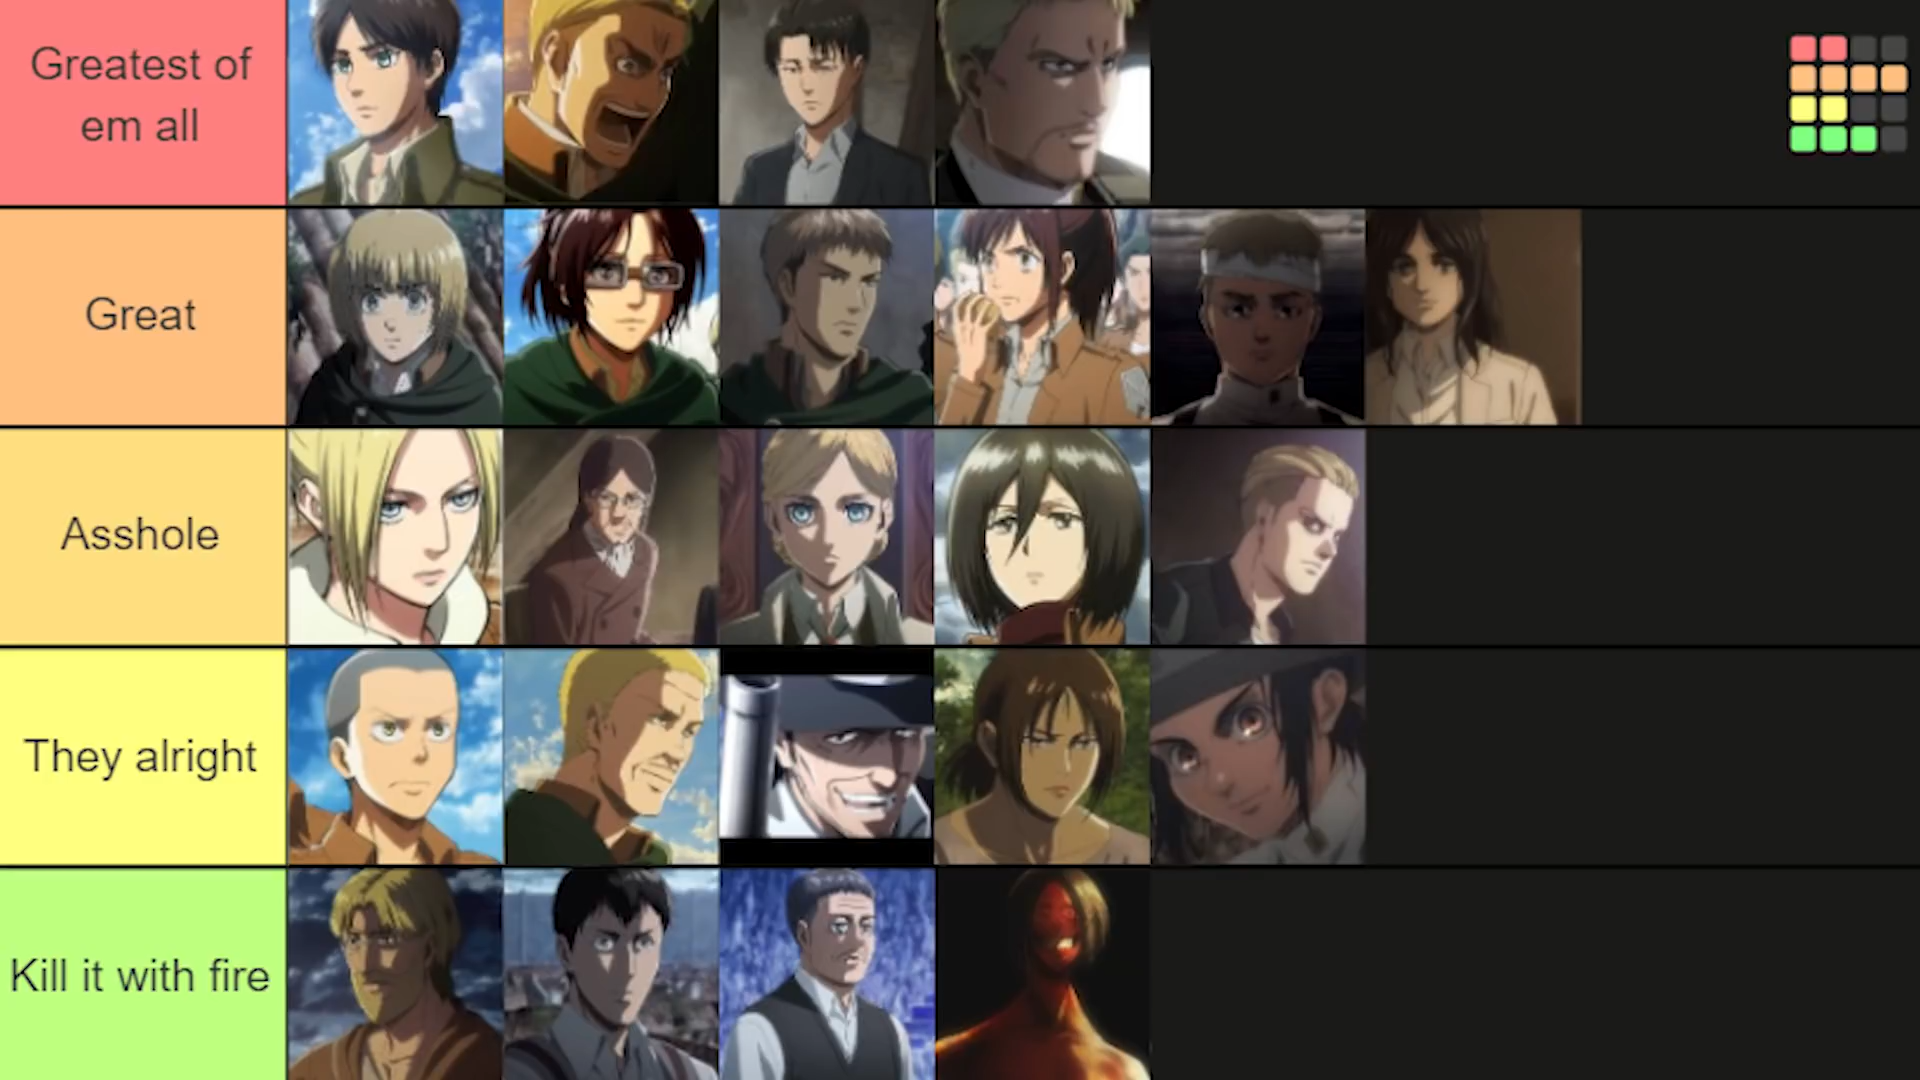 Greatest of
em all
Great
Asshole
They alright
Kill it with fire